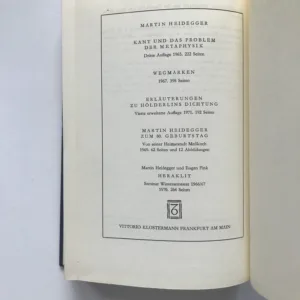 MARTIN HEIDEGGER
KANT UND DAS PROBLEM
DER METAPHYSIK
Dritte Auflage 1965. 222 Seiten
WEGMARKEN
1967. 398 Seiten
ERLÄUTERUNGEN
ZU HÖLDERLINS DICHTUNG
Vierte erweiterte Auflage 1971. 192 Seiten
MARTIN HEIDEGGER
ZUM 80. GEBURTSTAG
Von seiner Heimatstadt Meßkirch
1969. 64 Seiten und 12 Abbildungen
Martin Heidegger und Eugen Fink
HERAKLIT
Seminar Wintersemester 1966/67
1970. 264 Seiten
VITTORIO KLOSTERMANN FRANKFURT AM MAIN